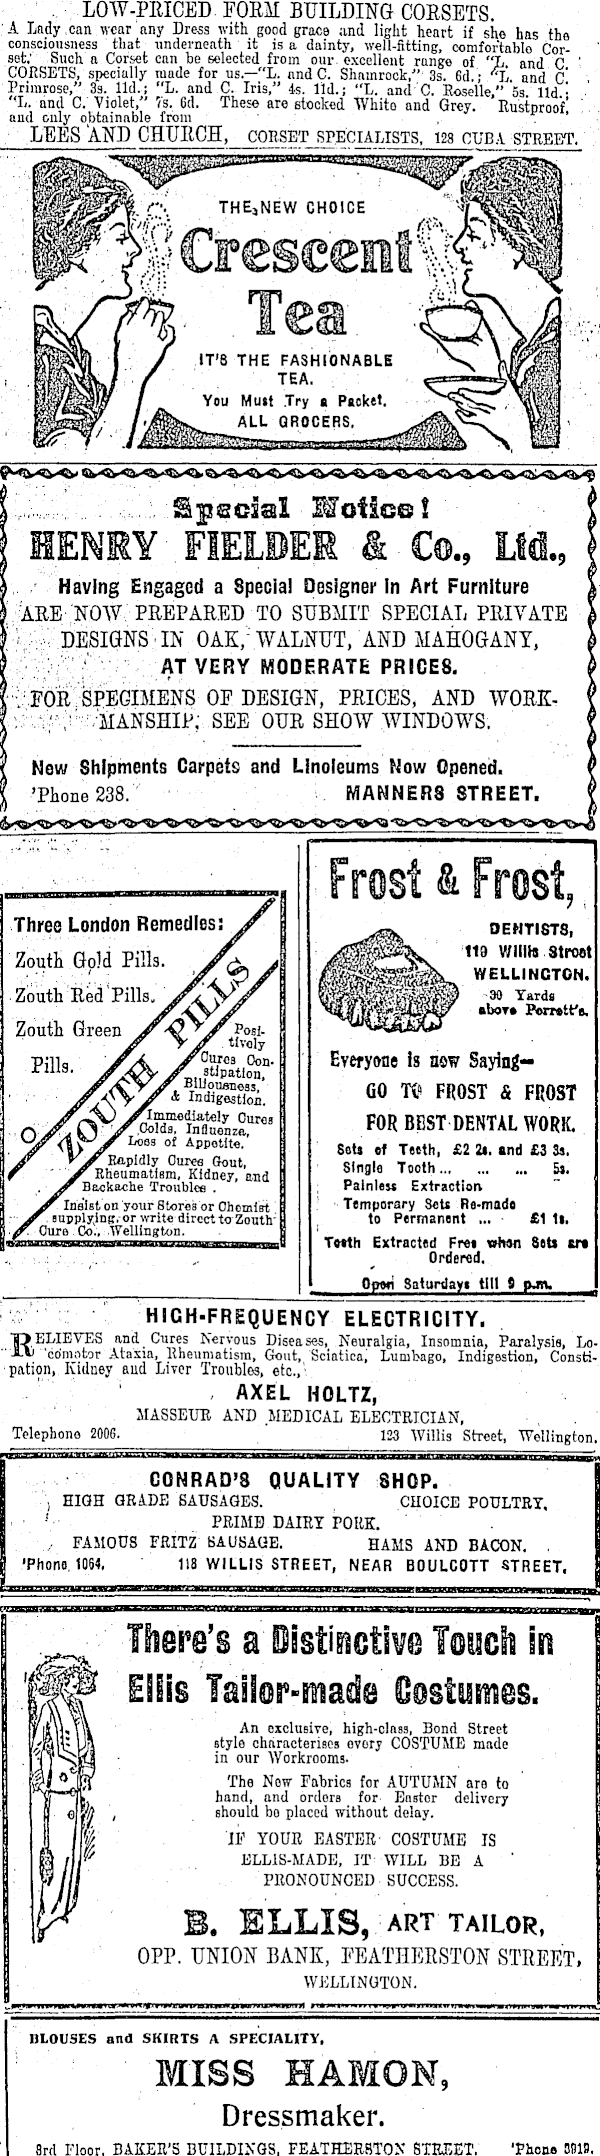 LOW-PRICED FORM BUILDING CORSETS.
A Lady can wear any Dress with good grace and light heart if she has the
consciousness that underneath it is a dainty, well-fitting, comfortable Cor-
set. Such a Corset can be selected from our excellent range of "L. and C.
CORSETS, specially made for us.—"L. and C. Shamrock," 3s. 6d.; "L. and C.
Primrose," 3s. 11d.; "L. and C. Iris," 4s. 11d.; "L. and C. Roselle," 5s. 11d.;
"L. and C. Violet," 7s. 6d. These are stocked White and Grey. Rustproof,
and only obtainable from
LEES AND CHURCH, CORSET SPECIALISTS, 128 CUBA STREET.
THE NEW CHOICE
Crescent
Tea
IT'S THE FASHIONABLE
TEA.
You Must Try a Packet.
ALL GROCERS.
Special Notice!
HENRY FIELDER & Co., Ltd.,
Having Engaged a Special Designer in Art Furniture
ARE NOW PREPARED TO SUBMIT SPECIAL PRIVATE
DESIGNS IN OAK, WALNUT, AND MAHOGANY,
AT VERY MODERATE PRICES.
FOR SPECIMENS OF DESIGN, PRICES, AND WORK-
MANSHIP, SEE OUR SHOW WINDOWS.
New Shipments Carpets and Linoleums Now Opened.
'Phone 238. MANNERS STREET.
Three London Remedies:
Zouth Gold Pills.
Zouth Red Pills.
Zouth Green
Pills.
ZOUTH PILLS
Posi-
tively
Cures Con-
stipation,
Biliousness,
& Indigestion.
Immediately Cures
Colds, Influenza,
Loss of Appetite.
Rapidly Cures Gout,
Rheumatism, Kidney, and
Backache Troubles.
Insist on your Stores or Chemist
supplying, or write direct to Zouth
Cure Co., Wellington.
Frost & Frost,
DENTISTS,
119 Willis Street
WELLINGTON.
30 Yards
above Perrett's.
Everyone is now Saying—
GO TO FROST & FROST
FOR BEST DENTAL WORK.
Sets of Teeth, £2 2s. and £3 3s.
Single Tooth ... ... ... 5s.
Painless Extraction
Temporary Sets Re-made
to Permanent ... £1 1s.
Teeth Extracted Free when Sets are
Ordered.
Open Saturdays till 9 p.m.
HIGH-FREQUENCY ELECTRICITY.
RELIEVES and Cures Nervous Diseases, Neuralgia, Insomnia, Paralysis, Lo-
comotor Ataxia, Rheumatism, Gout, Sciatica, Lumbago, Indigestion, Consti-
pation, Kidney and Liver Troubles, etc.,
AXEL HOLTZ,
MASSEUR AND MEDICAL ELECTRICIAN,
Telephone 2006. 123 Willis Street, Wellington.
CONRAD'S QUALITY SHOP.
HIGH GRADE SAUSAGES. CHOICE POULTRY.
PRIME DAIRY PORK.
FAMOUS FRITZ SAUSAGE. HAMS AND BACON.
'Phone 1064. 118 WILLIS STREET, NEAR BOULCOTT STREET.
There's a Distinctive Touch in
Ellis Tailor-made Costumes.
An exclusive, high-class, Bond Street
style characterises every COSTUME made
in our Workrooms.
The New Fabrics for AUTUMN are to
hand, and orders for Easter delivery
should be placed without delay.
IF YOUR EASTER COSTUME IS
ELLIS-MADE, IT WILL BE A
PRONOUNCED SUCCESS.
B. ELLIS, ART TAILOR,
OPP. UNION BANK, FEATHERSTON STREET,
WELLINGTON.
BLOUSES and SKIRTS A SPECIALITY,
MISS HAMON,
Dressmaker.
3rd Floor, BAKER'S BUILDINGS, FEATHERSTON STREET. 'Phone 3919.